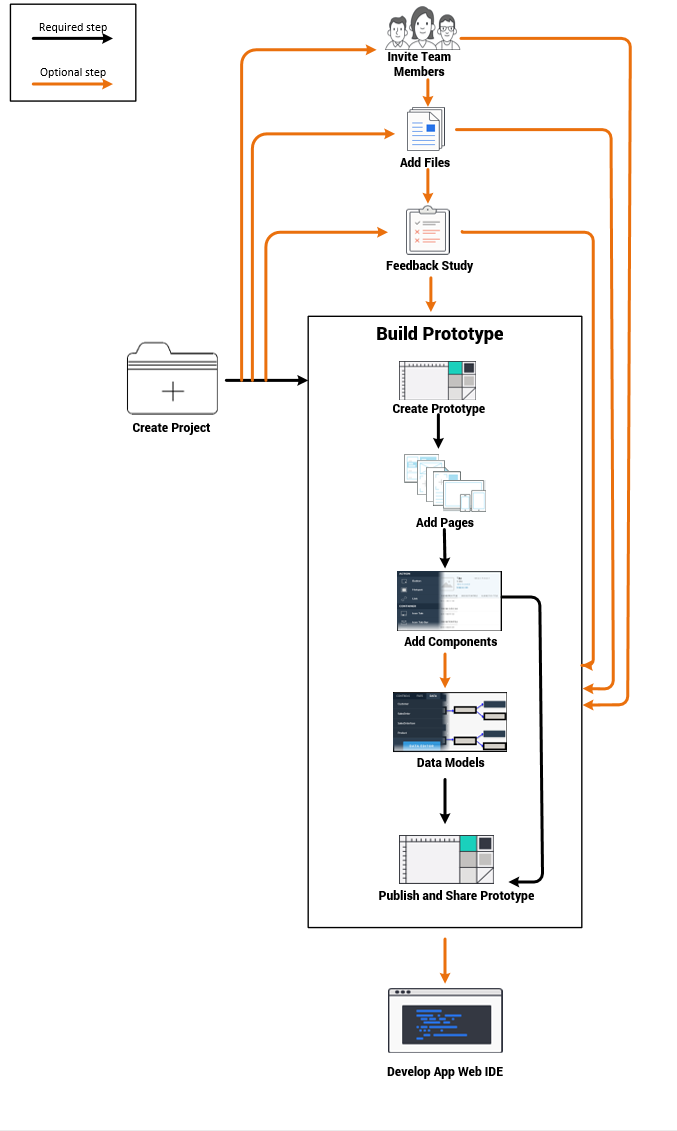 Required step
Optional step
Invite Team
Members
Add Files
Feedback Study
Create Project
Build Prototype
Create Prototype
Add Pages
Add Components
Data Models
Publish and Share Prototype
Develop App Web IDE